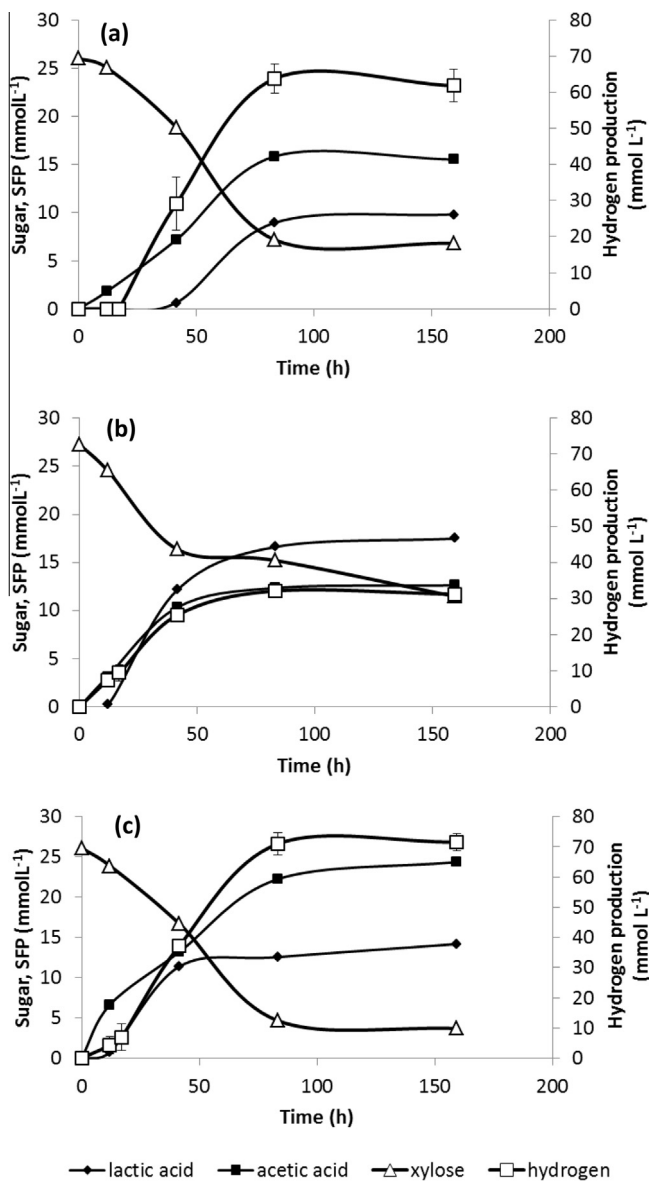 (a)
Sugar, SFP (mmolL-1)
30
25
20
15
10
5
0
80
70
60
50
40
30
20
10
0
Hydrogen production
(mmol L-1)
0 50 100 150 200
Time (h)
(b)
Sugar, SFP (mmolL-1)
30
25
20
15
10
5
0
80
70
60
50
40
30
20
10
0
Hydrogen production
(mmol L-1)
0 50 100 150 200
Time (h)
(c)
Sugar, SFP (mmolL-1)
30
25
20
15
10
5
0
80
70
60
50
40
30
20
10
0
Hydrogen production
(mmol L-1)
0 50 100 150 200
Time (h)
lactic acid acetic acid xylose hydrogen